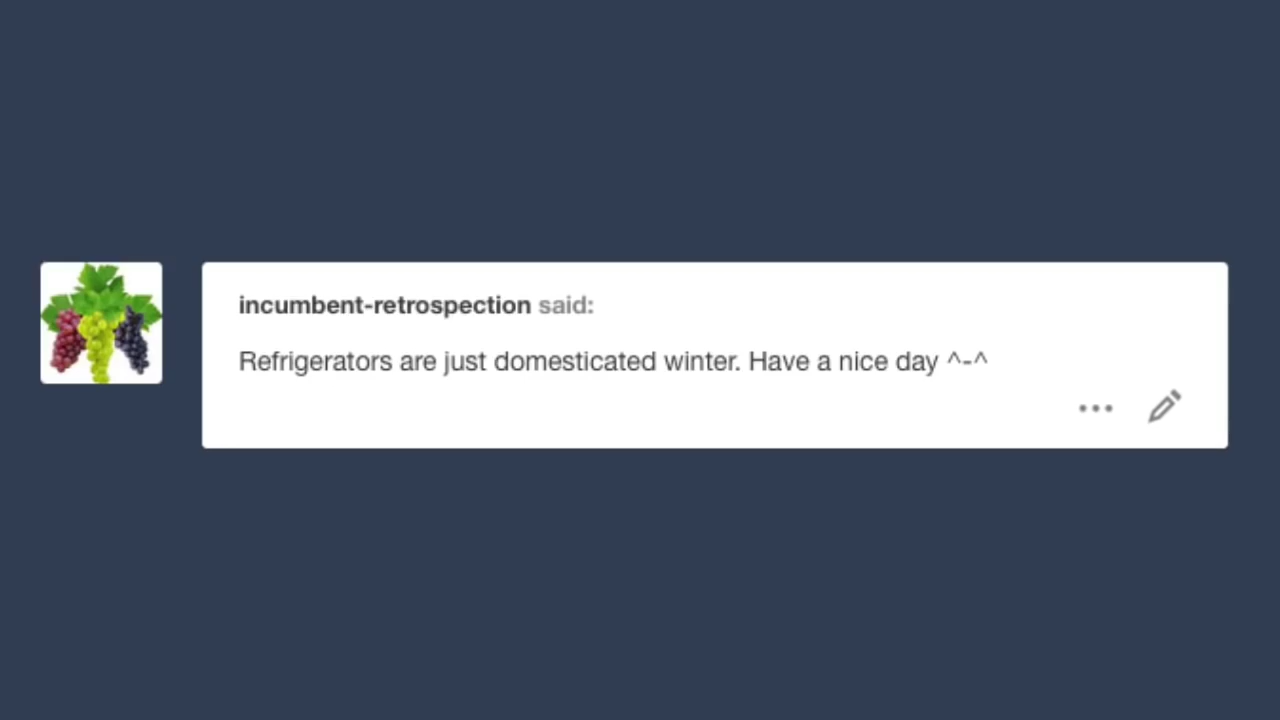 incumbent-retrospection said:
Refrigerators are just domesticated winter. Have a nice day ^-^